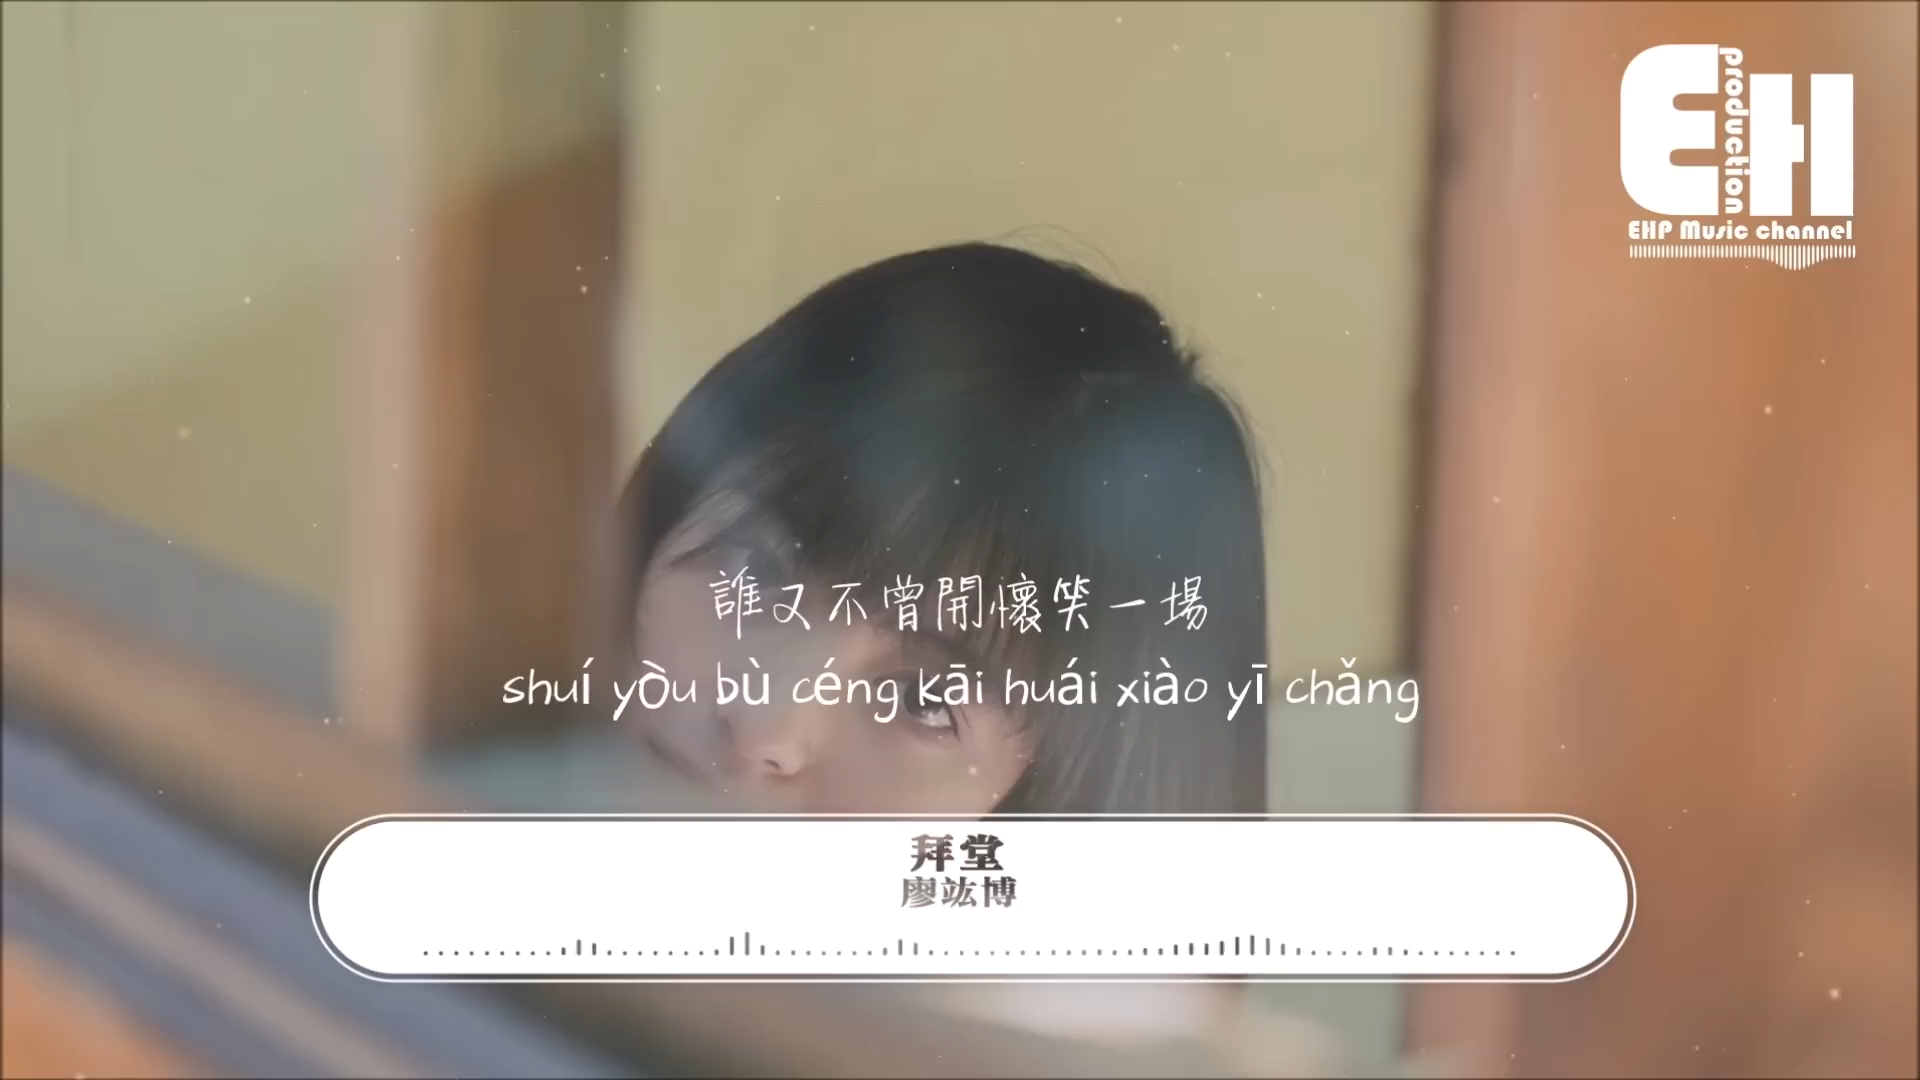 EH
production
EHP Music channel
誰又不曾開懷笑一場
shuí yòu bù céng kāi huái xiào yī chǎng
拜堂
廖竑博